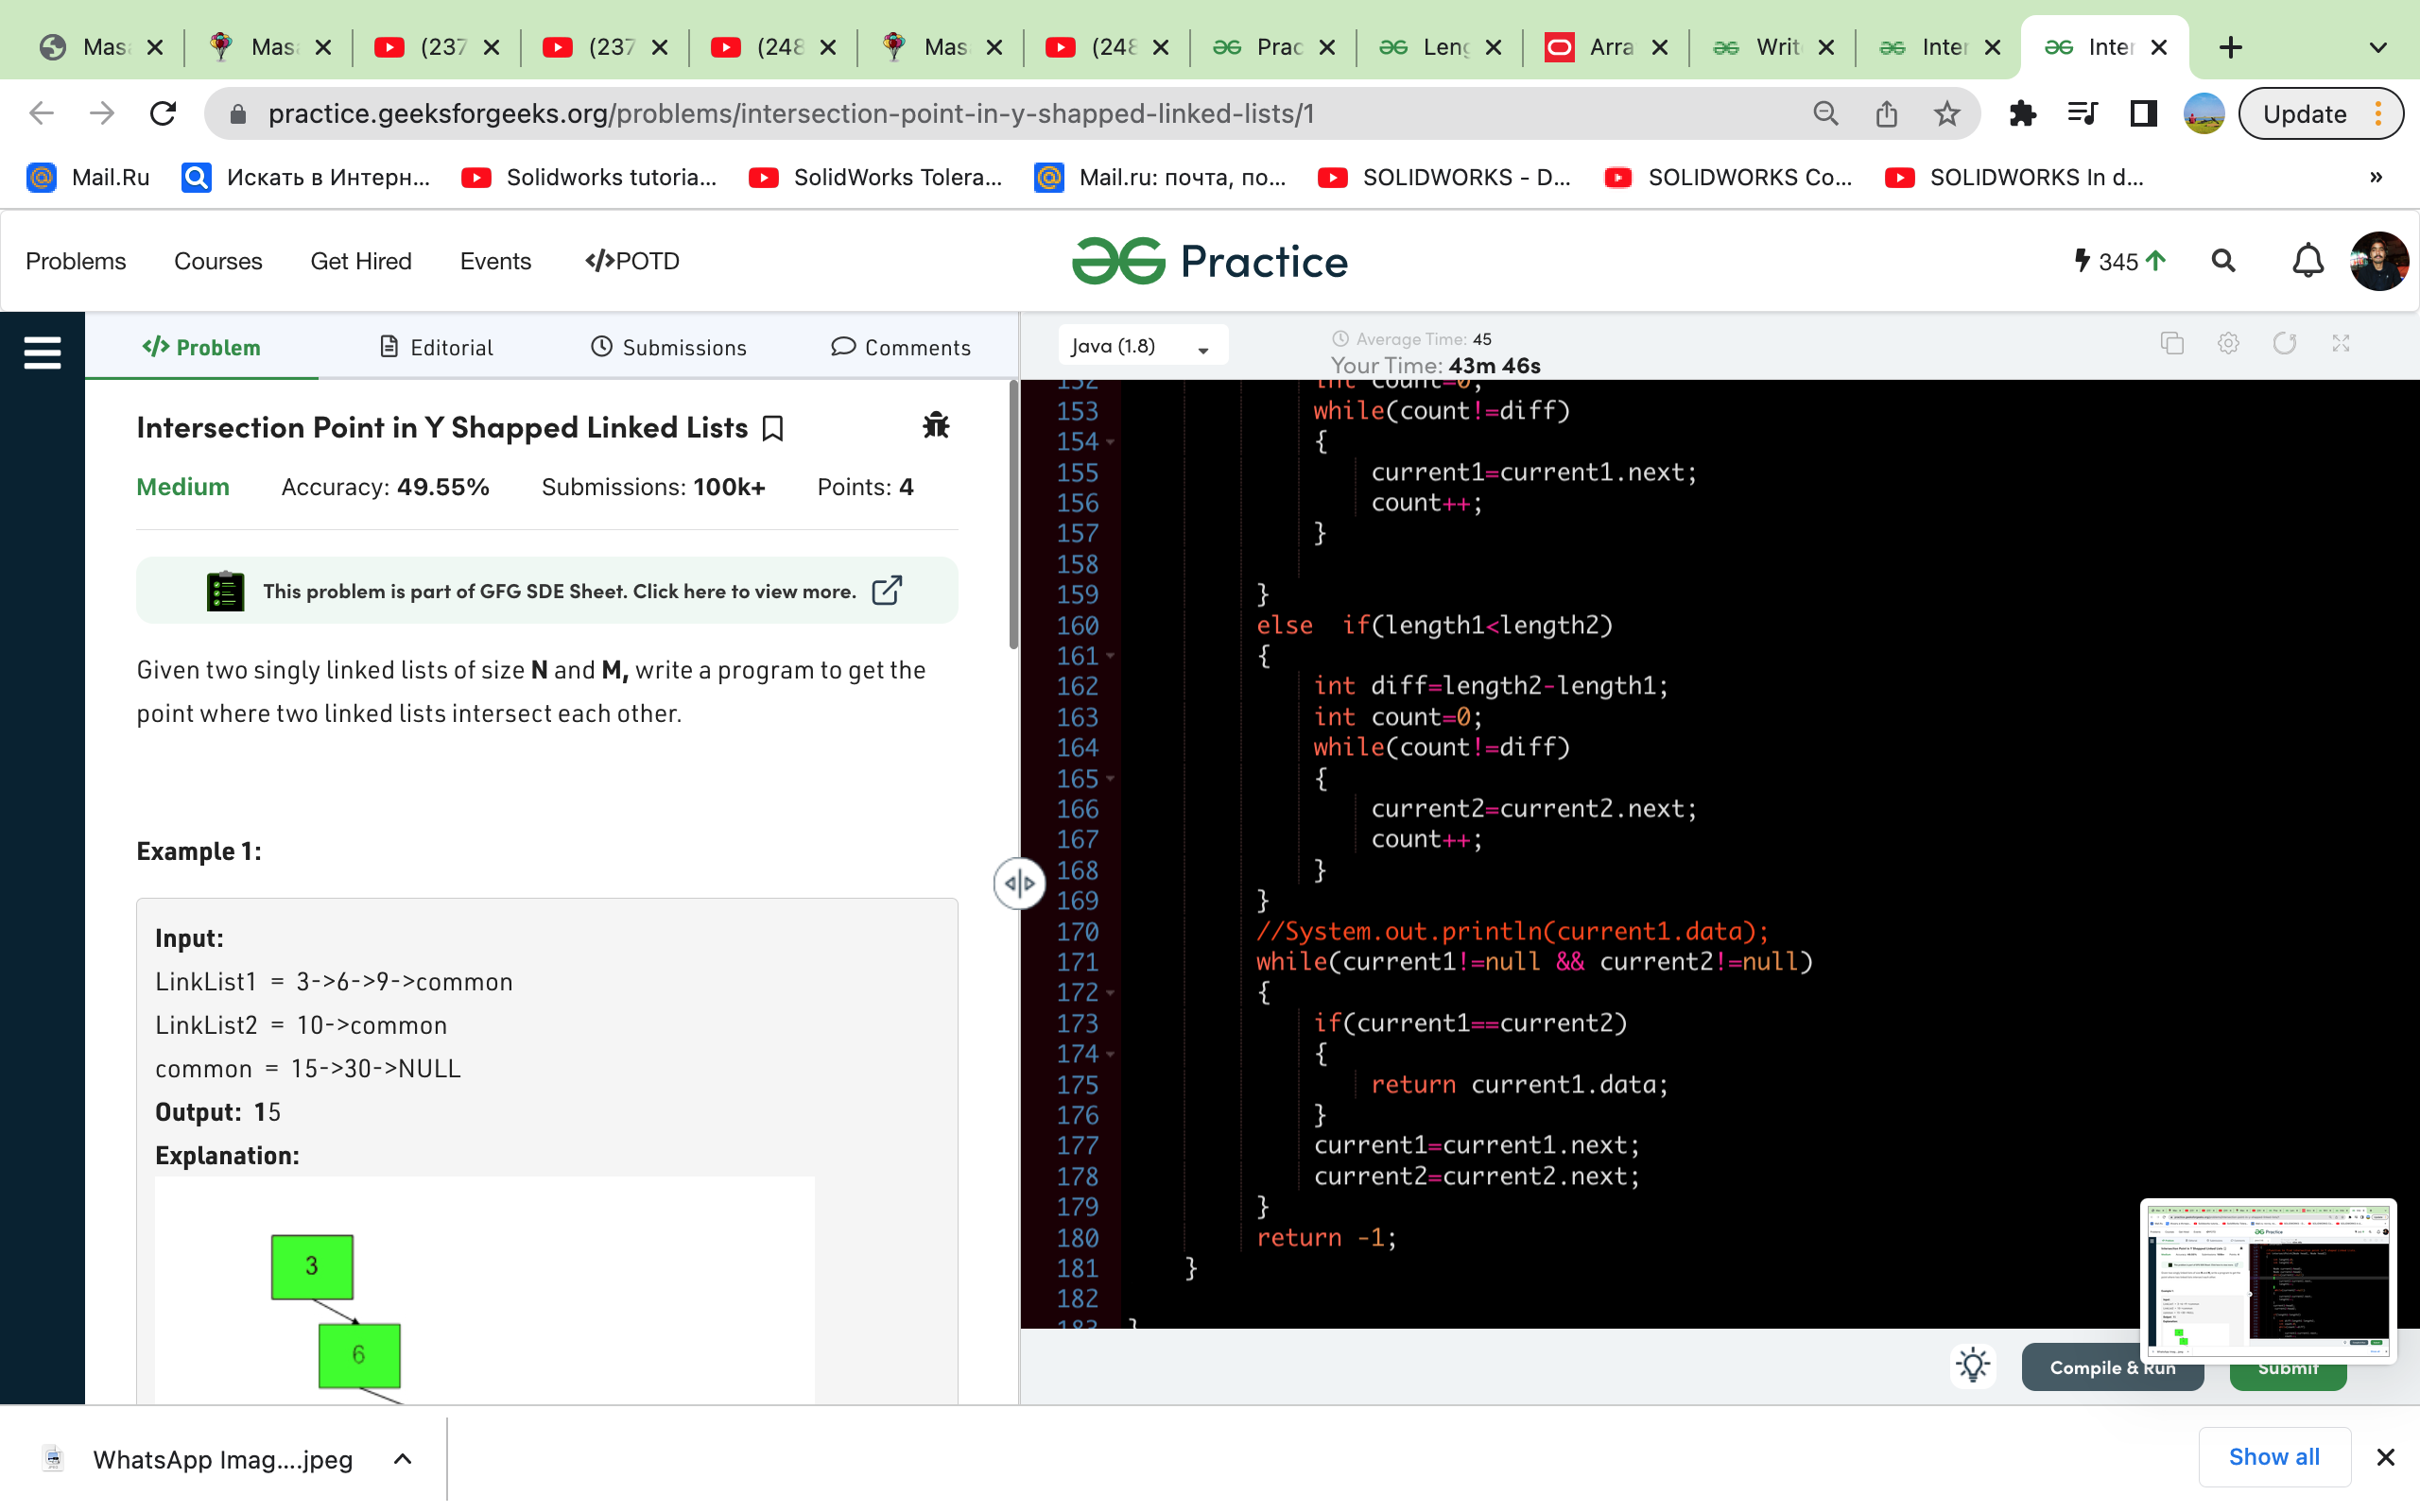 Mas
Mas
(237
(237
(248
Mas
(248
Prac
Leng
Arra
Writ
Inter
Inter
practice.geeksforgeeks.org/problems/intersection-point-in-y-shapped-linked-lists/1
Update
Mail.Ru
Искать в Интерн...
Solidworks tutoria...
SolidWorks Tolera...
Mail.ru: почта, по...
SOLIDWORKS - D...
SOLIDWORKS Co...
SOLIDWORKS In d...
»
Problems
Courses
Get Hired
Events
</>POTD
Practice
345
</> Problem
Editorial
Submissions
Comments
Intersection Point in Y Shapped Linked Lists
Medium Accuracy: 49.55% Submissions: 100k+ Points: 4
This problem is part of GFG SDE Sheet. Click here to view more.
Given two singly linked lists of size N and M, write a program to get the
point where two linked lists intersect each other.
Example 1:
Input:
LinkList1 = 3->6->9->common
LinkList2 = 10->common
common = 15->30->NULL
Output: 15
Explanation:
3
6
Java (1.8)
Average Time: 45
Your Time: 43m 46s
152 int count=0;
153 while(count!=diff)
154 {
155 current1=current1.next;
156 count++;
157 }
158
159 }
160 else  if(length1<length2)
161 {
162 int diff=length2-length1;
163 int count=0;
164 while(count!=diff)
165 {
166 current2=current2.next;
167 count++;
168 }
169 }
170 //System.out.println(current1.data);
171 while(current1!=null && current2!=null)
172 {
173 if(current1==current2)
174 {
175 return current1.data;
176 }
177 current1=current1.next;
178 current2=current2.next;
179 }
180 return -1;
181 }
182
183 }
Compile & Run
Submit
WhatsApp Imag....jpeg
Show all